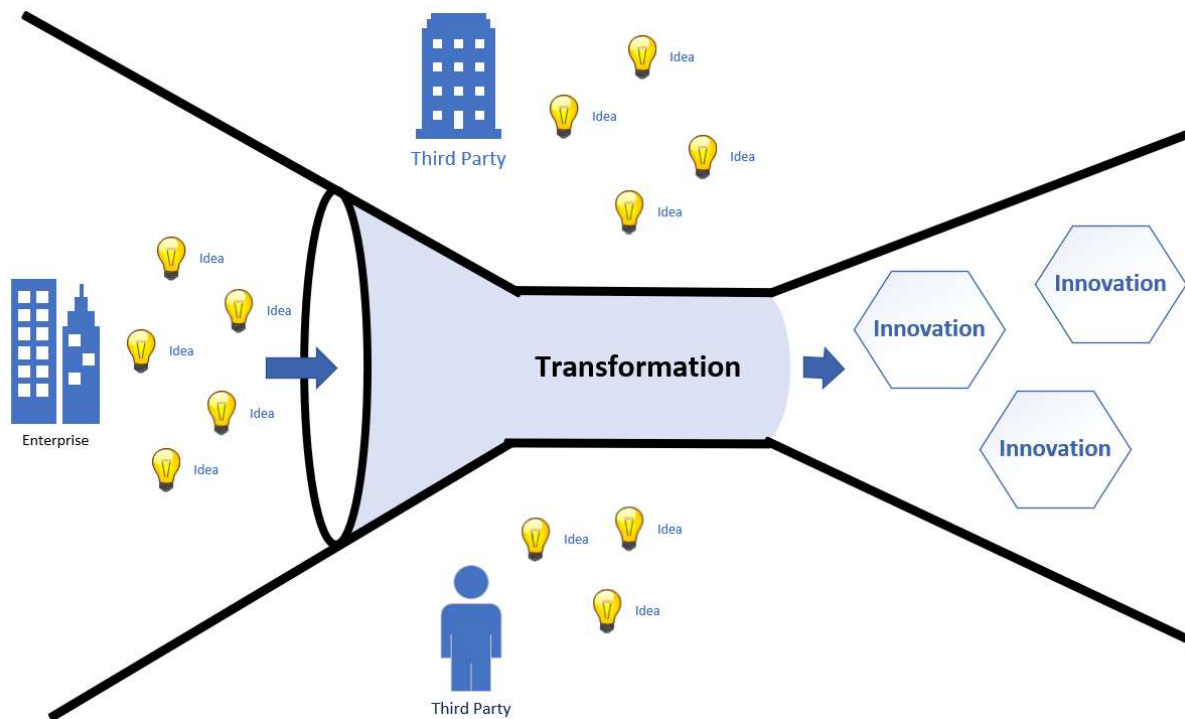 Idea
Third Party
Idea
Idea
Idea
Idea
Idea
Idea
Idea
Idea
Enterprise
Transformation
Innovation
Innovation
Innovation
Idea
Idea
Idea
Third Party